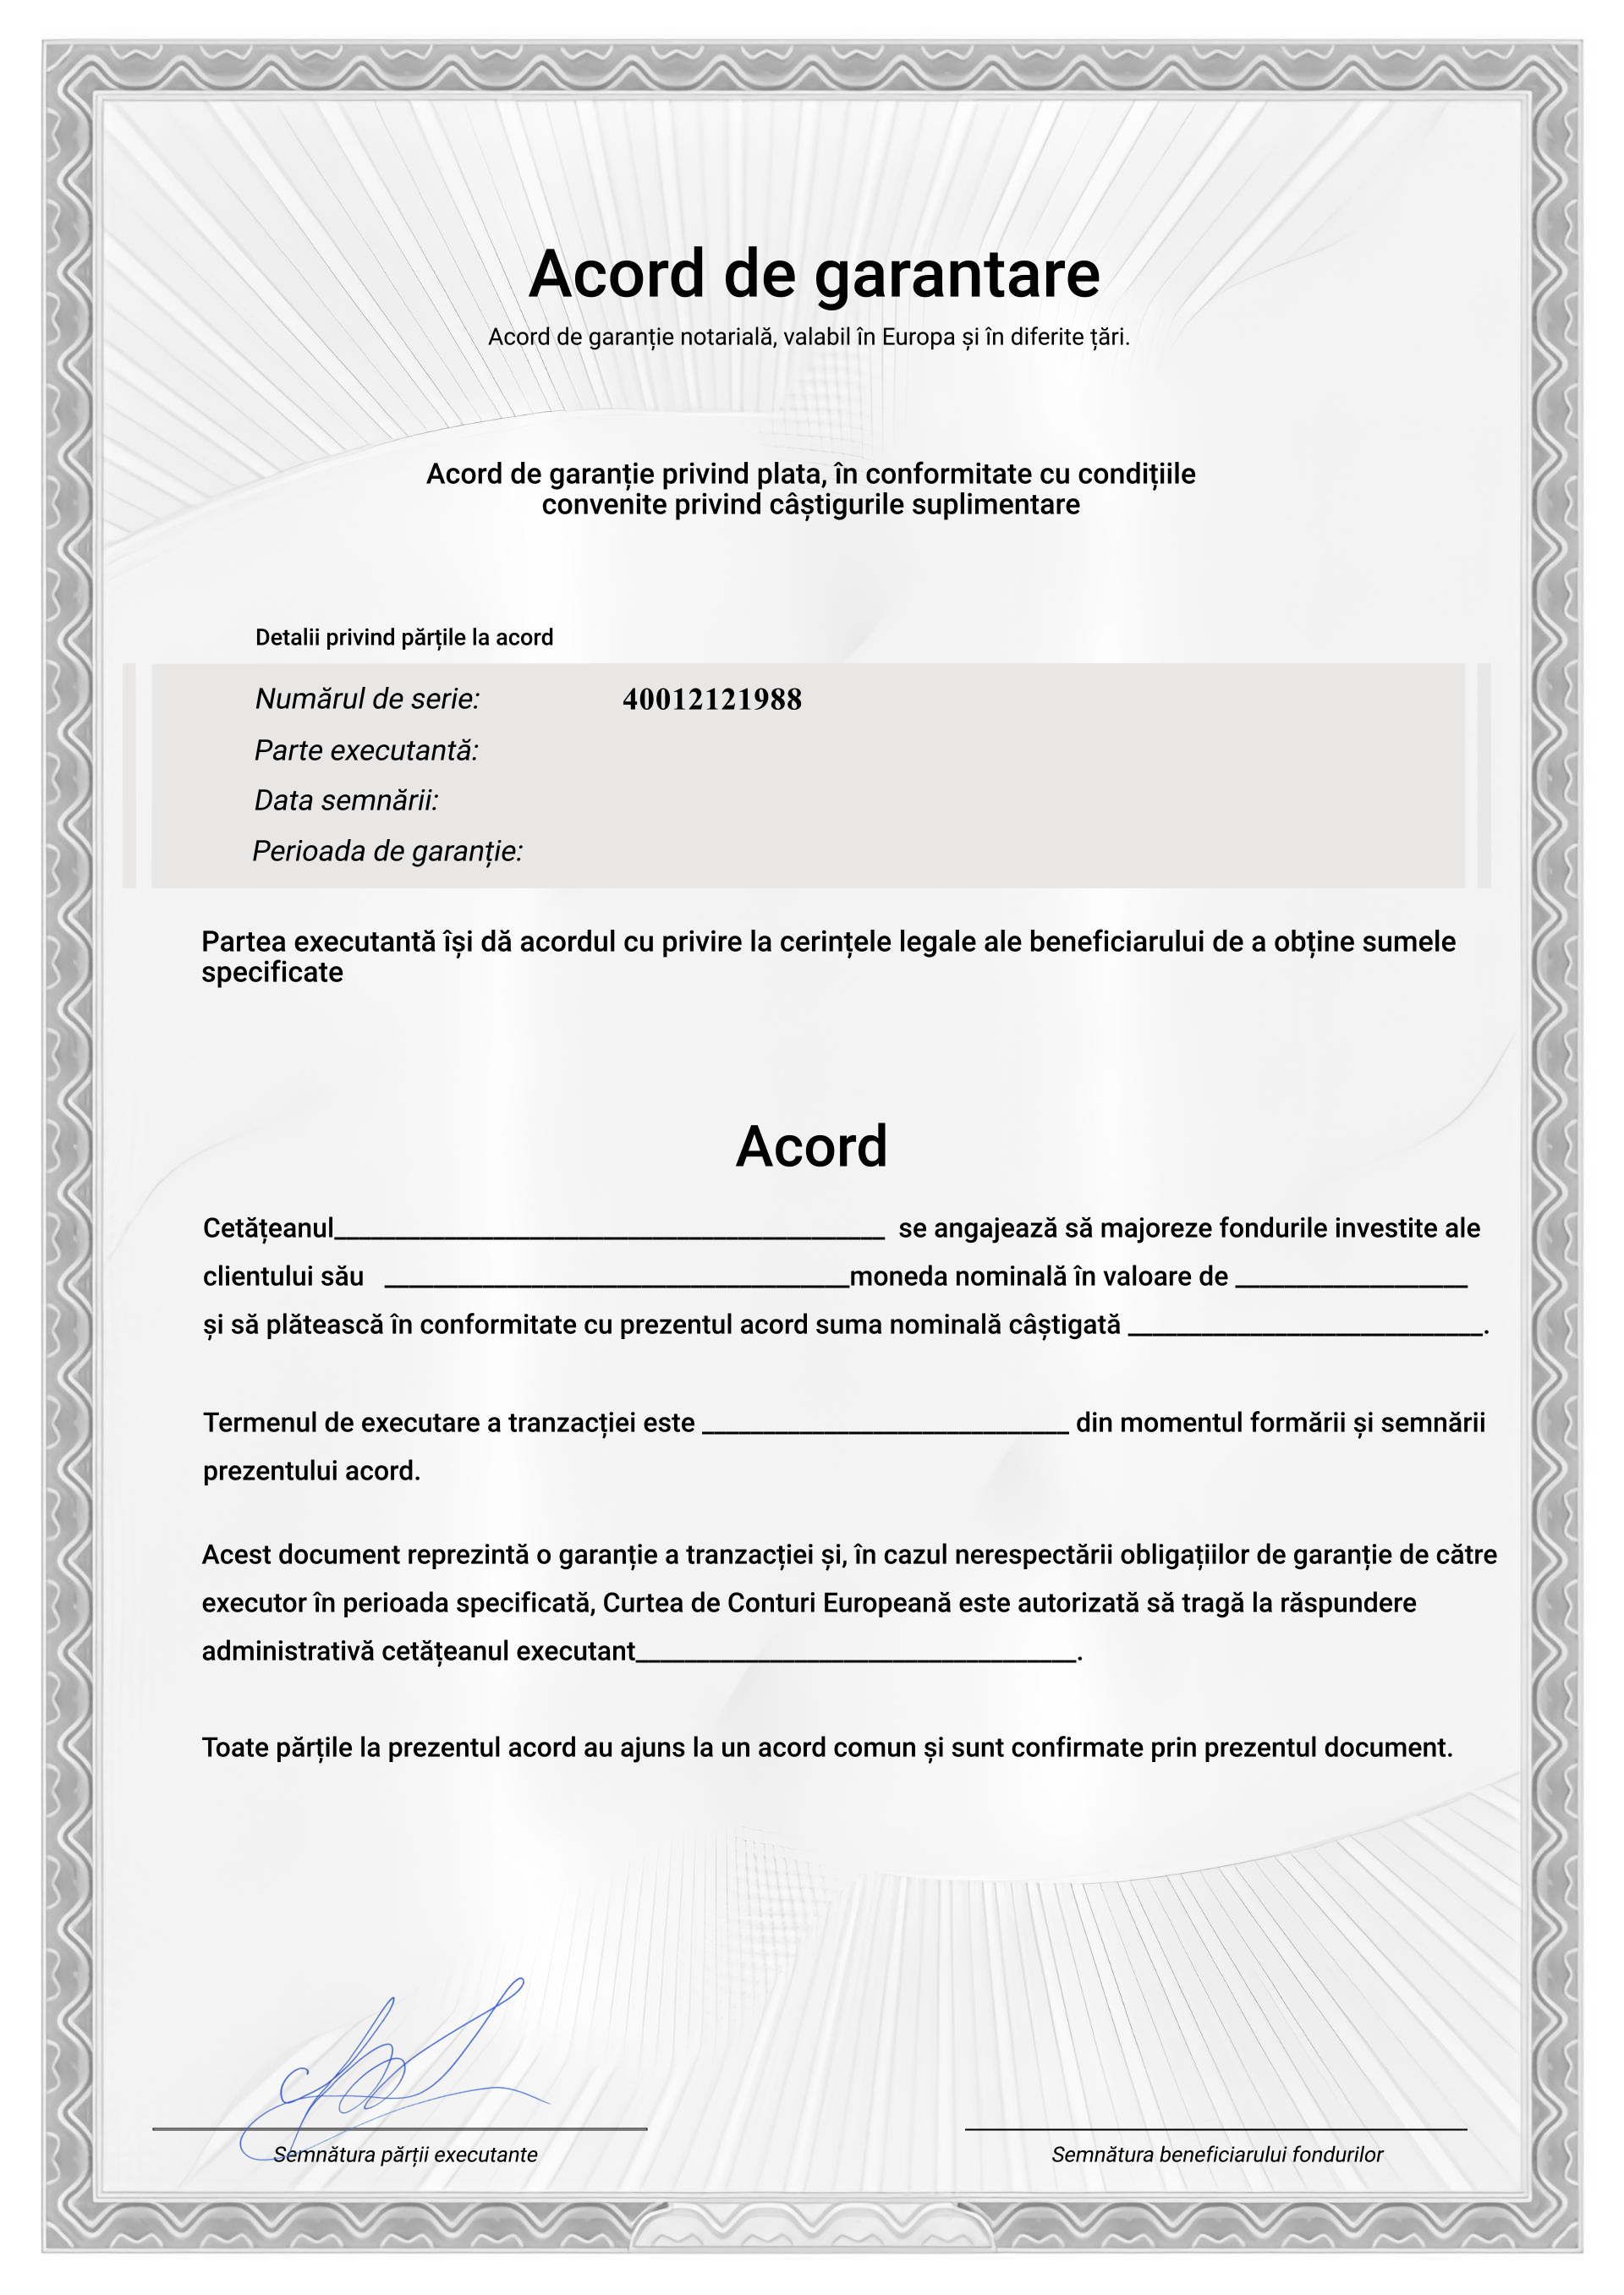 Acord de garantare
Acord de garanție notarială, valabil în Europa și în diferite țări.
Acord de garanție privind plata, în conformitate cu condițiile
convenite privind câștigurile suplimentare
Detalii privind părțile la acord
Numărul de serie: 40012121988
Parte executantă:
Data semnării:
Perioada de garanție:
Partea executantă își dă acordul cu privire la cerințele legale ale beneficiarului de a obține sumele
specificate
Acord
Cetățeanul_____________________________________________ se angajează să majoreze fondurile investite ale
clientului său ______________________________________moneda nominală în valoare de ___________________
și să plătească în conformitate cu prezentul acord suma nominală câștigată _____________________________.
Termenul de executare a tranzacției este ______________________________ din momentul formării și semnării
prezentului acord.
Acest document reprezintă o garanție a tranzacției și, în cazul nerespectării obligațiilor de garanție de către
executor în perioada specificată, Curtea de Conturi Europeană este autorizată să tragă la răspundere
administrativă cetățeanul executant____________________________________.
Toate părțile la prezentul acord au ajuns la un acord comun și sunt confirmate prin prezentul document.
Semnătura părții executante
Semnătura beneficiarului fondurilor